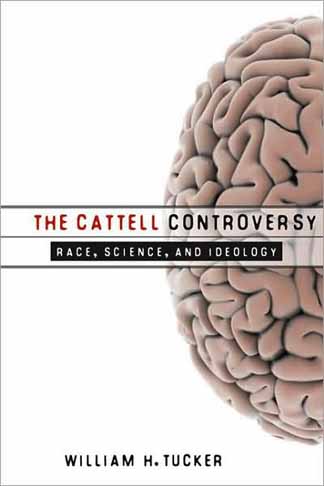 THE CATTELL CONTROVERSY
RACE, SCIENCE, AND IDEOLOGY
WILLIAM H. TUCKER